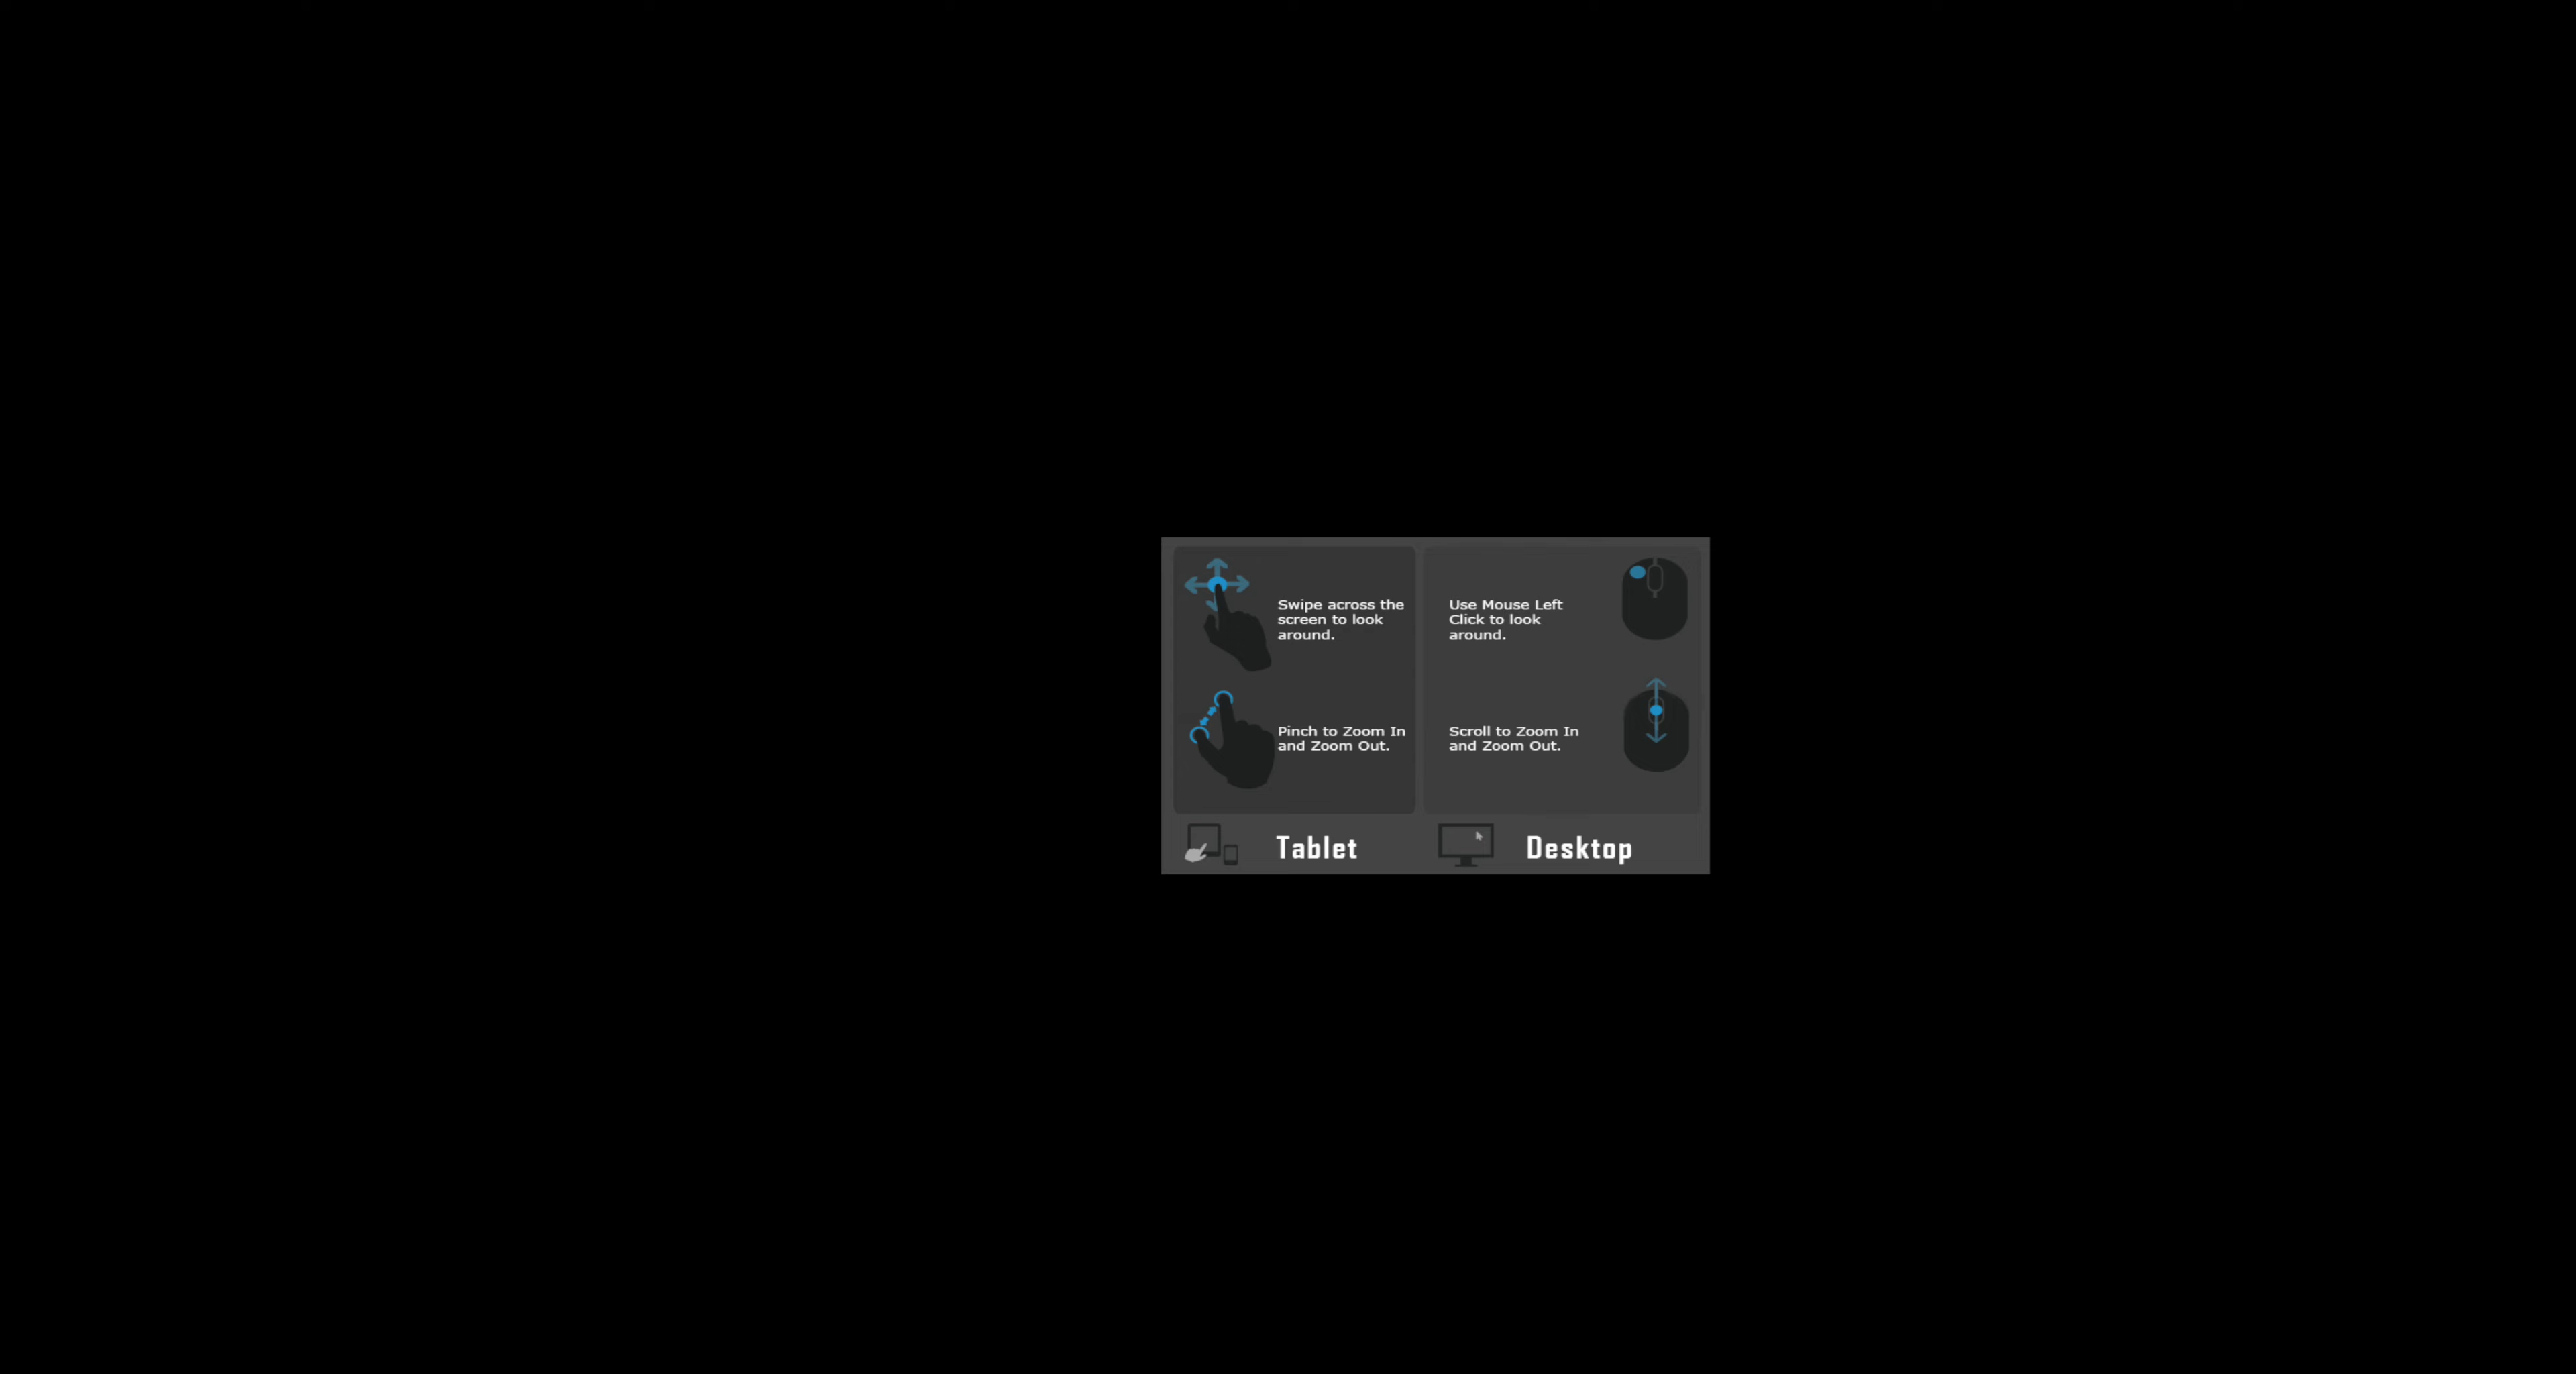 Swipe across the
screen to look
around.
Pinch to Zoom In
and Zoom Out.
Tablet
Use Mouse Left
Click to look
around.
Scroll to Zoom In
and Zoom Out.
Desktop